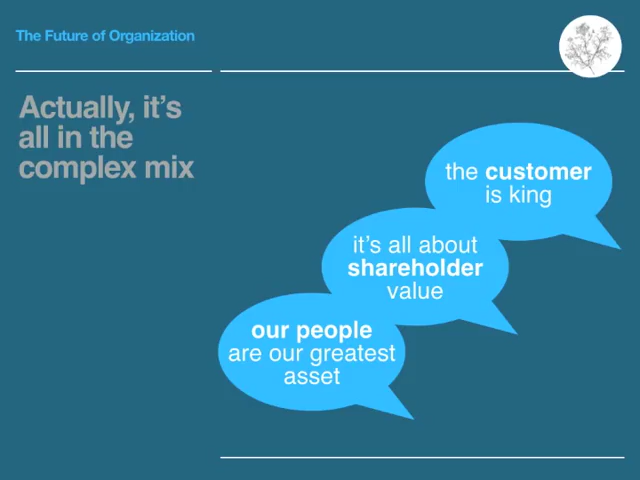 The Future of Organization
Actually, it's
all in the
complex mix
the customer
is king
it's all about
shareholder
value
our people
are our greatest
asset